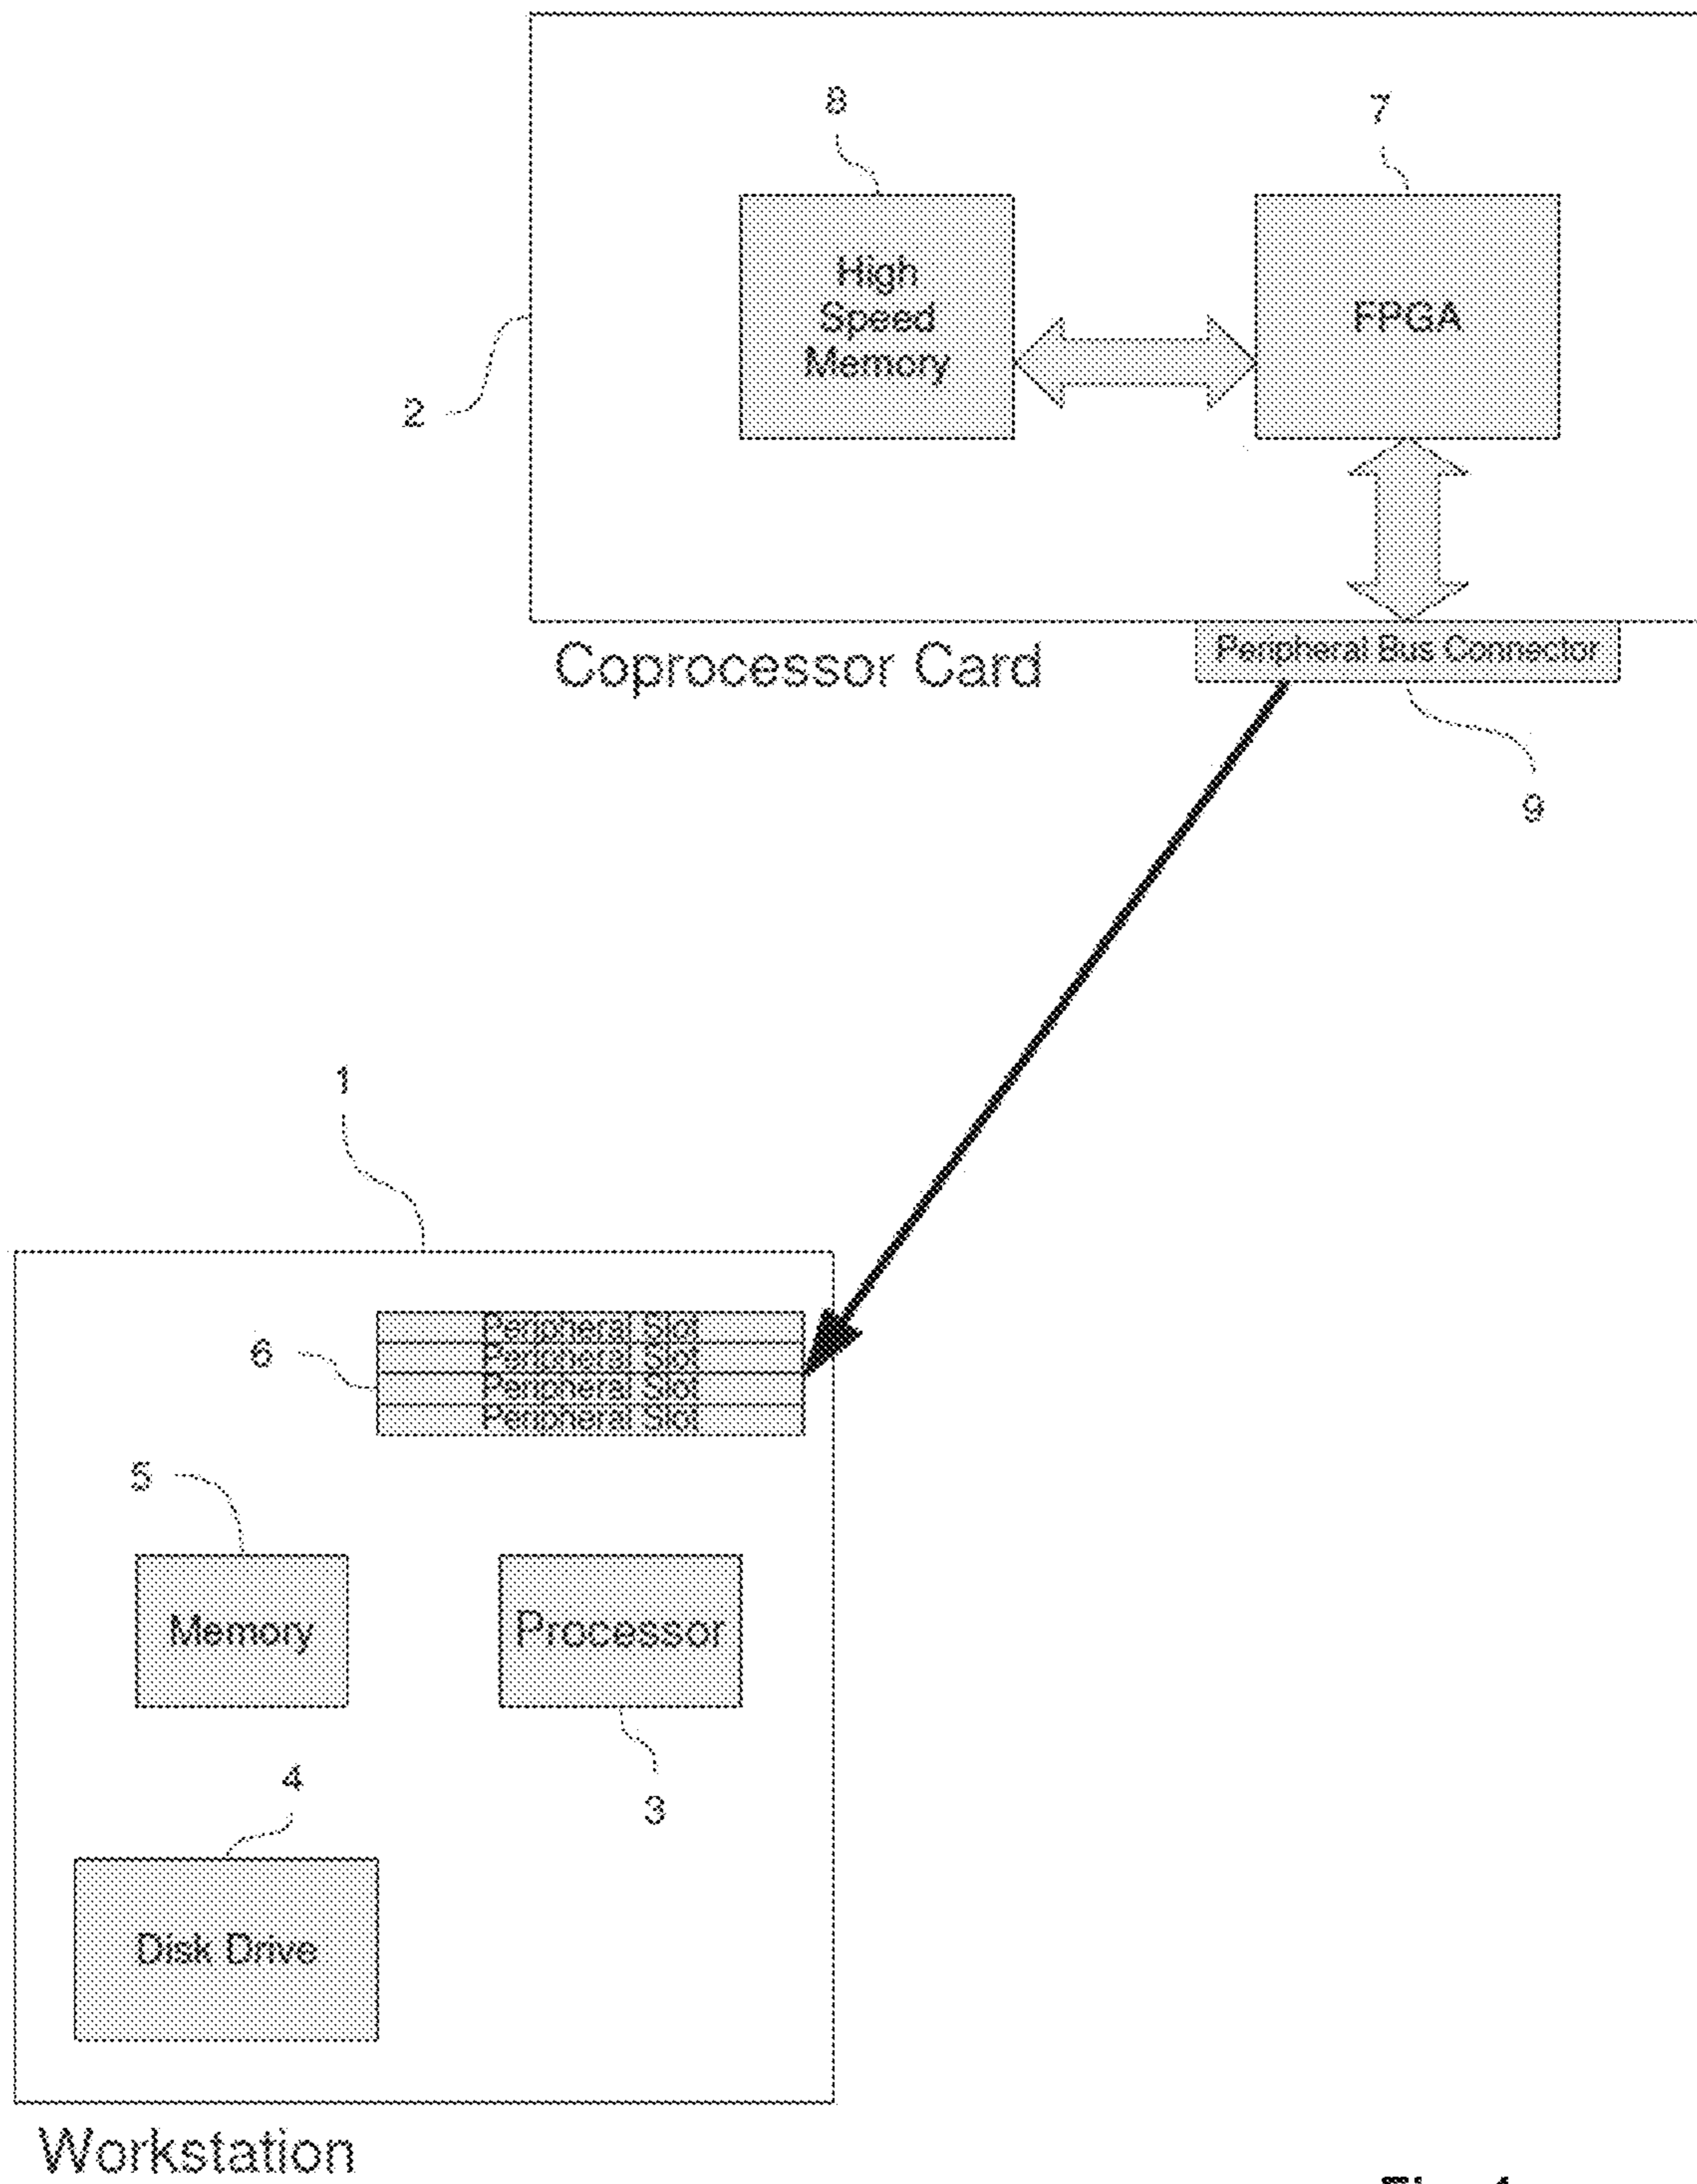 8
7
High
Speed
Memory
FPGA
2
Coprocessor Card
Peripheral Bus Connector
9
1
Peripheral Slot
Peripheral Slot
Peripheral Slot
Peripheral Slot
6
5
Memory
Processor
4
3
Disk Drive
Workstation